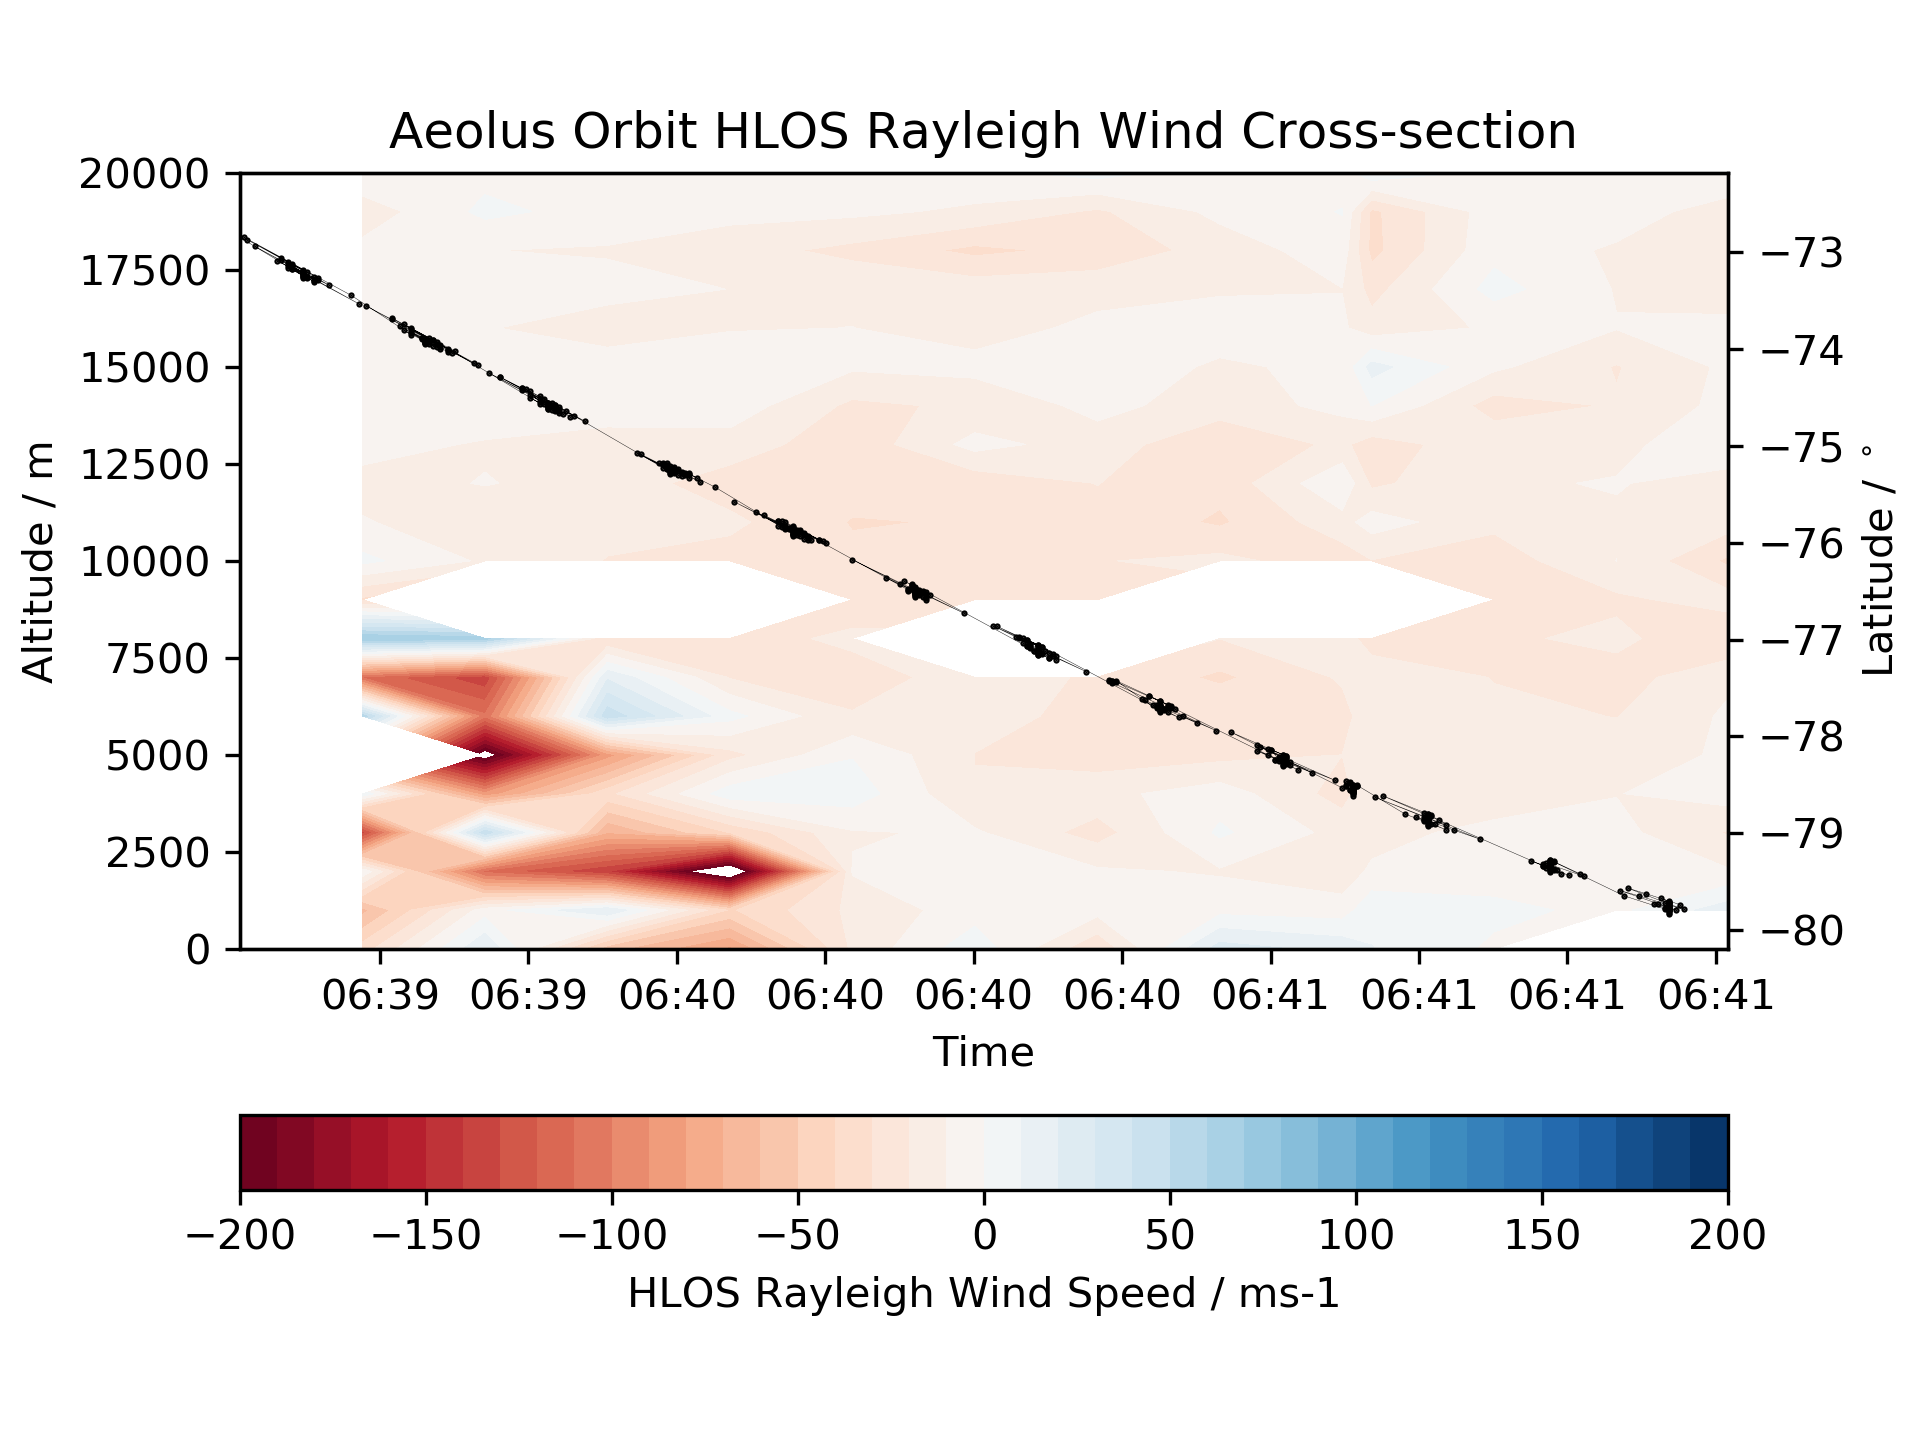 Aeolus Orbit HLOS Rayleigh Wind Cross-section
20000
17500
15000
12500
10000
7500
5000
2500
0
Altitude / m
−73
−74
−75
−76
−77
−78
−79
−80
Latitude / °
06:39 06:39 06:40 06:40 06:40 06:40 06:41 06:41 06:41 06:41
Time
−200 −150 −100 −50 0 50 100 150 200
HLOS Rayleigh Wind Speed / ms-1